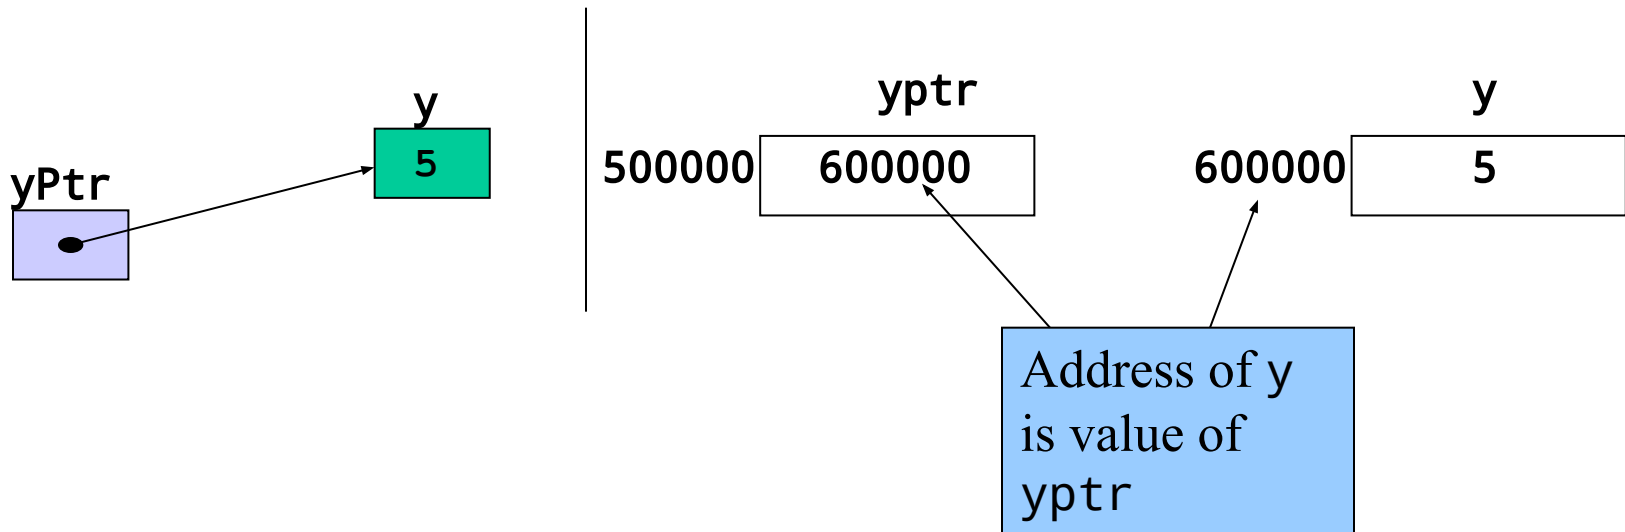 y
5
yPtr
yptr
y
500000 600000
600000 5
Address of y
is value of
yptr